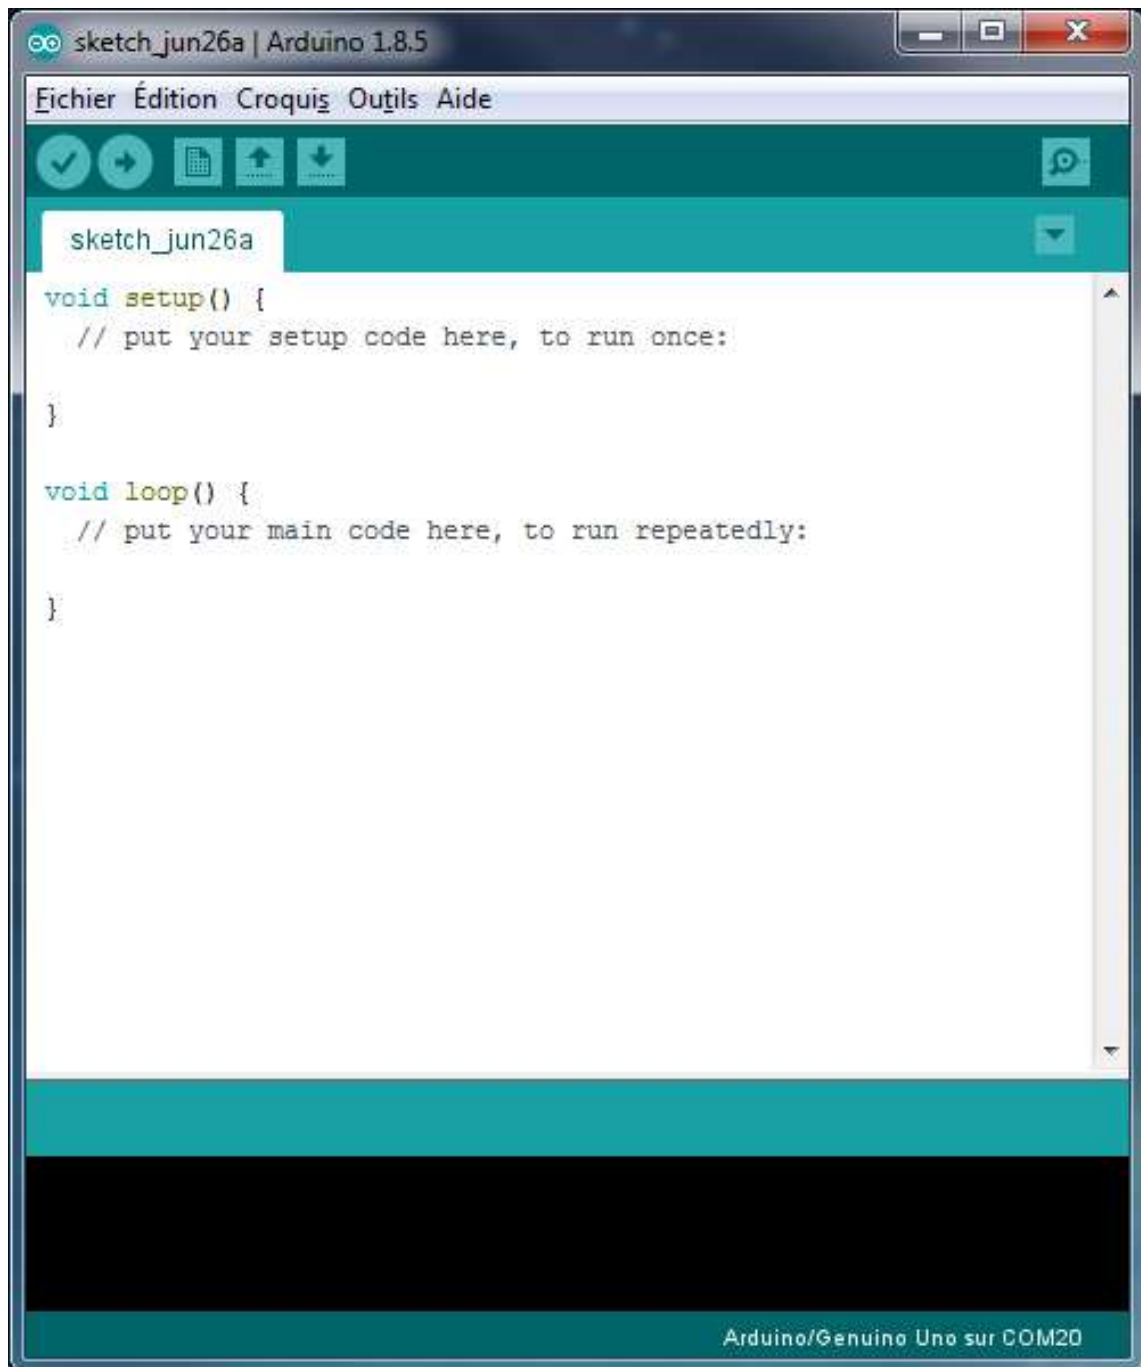 sketch_jun26a | Arduino 1.8.5
Fichier Édition Croquis Outils Aide
sketch_jun26a
void setup() {
  // put your setup code here, to run once:
}
void loop() {
  // put your main code here, to run repeatedly:
}
Arduino/Genuino Uno sur COM20